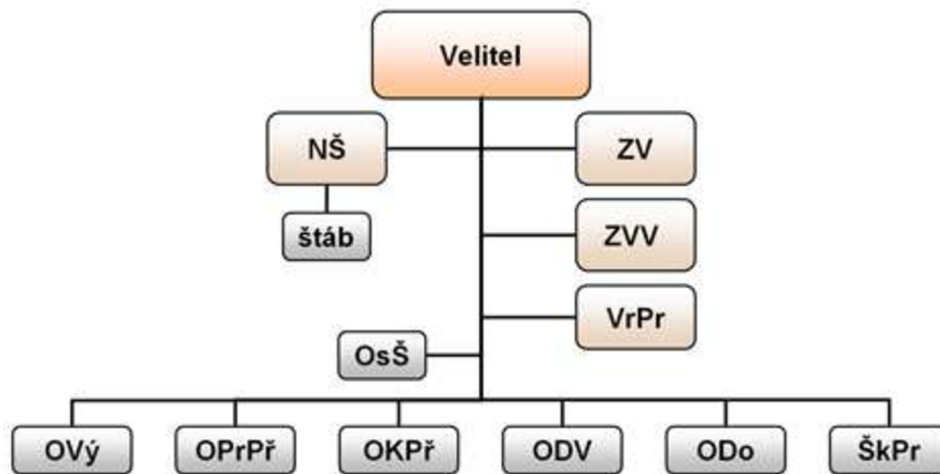 Velitel
NŠ
ZV
štáb
ZVV
VrPr
OsŠ
OVý
OPrPř
OKPř
ODV
ODo
ŠkPr